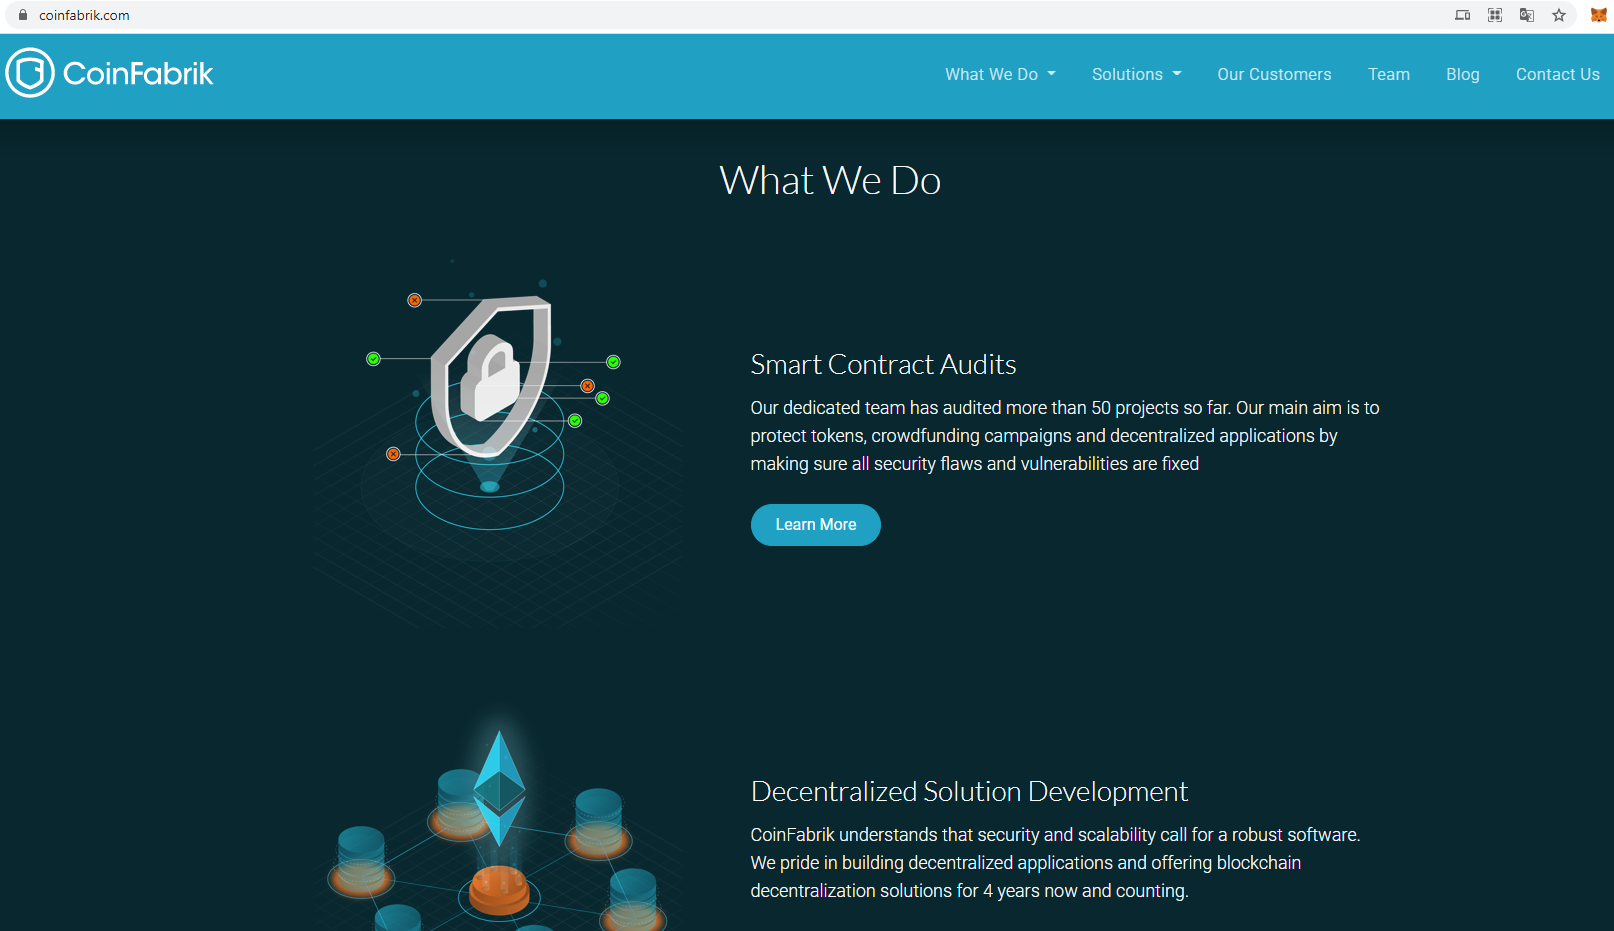 coinfabrik.com
CoinFabrik
What We Do
Solutions
Our Customers
Team
Blog
Contact Us
What We Do
Smart Contract Audits
Our dedicated team has audited more than 50 projects so far. Our main aim is to
protect tokens, crowdfunding campaigns and decentralized applications by
making sure all security flaws and vulnerabilities are fixed
Learn More
Decentralized Solution Development
CoinFabrik understands that security and scalability call for a robust software.
We pride in building decentralized applications and offering blockchain
decentralization solutions for 4 years now and counting.